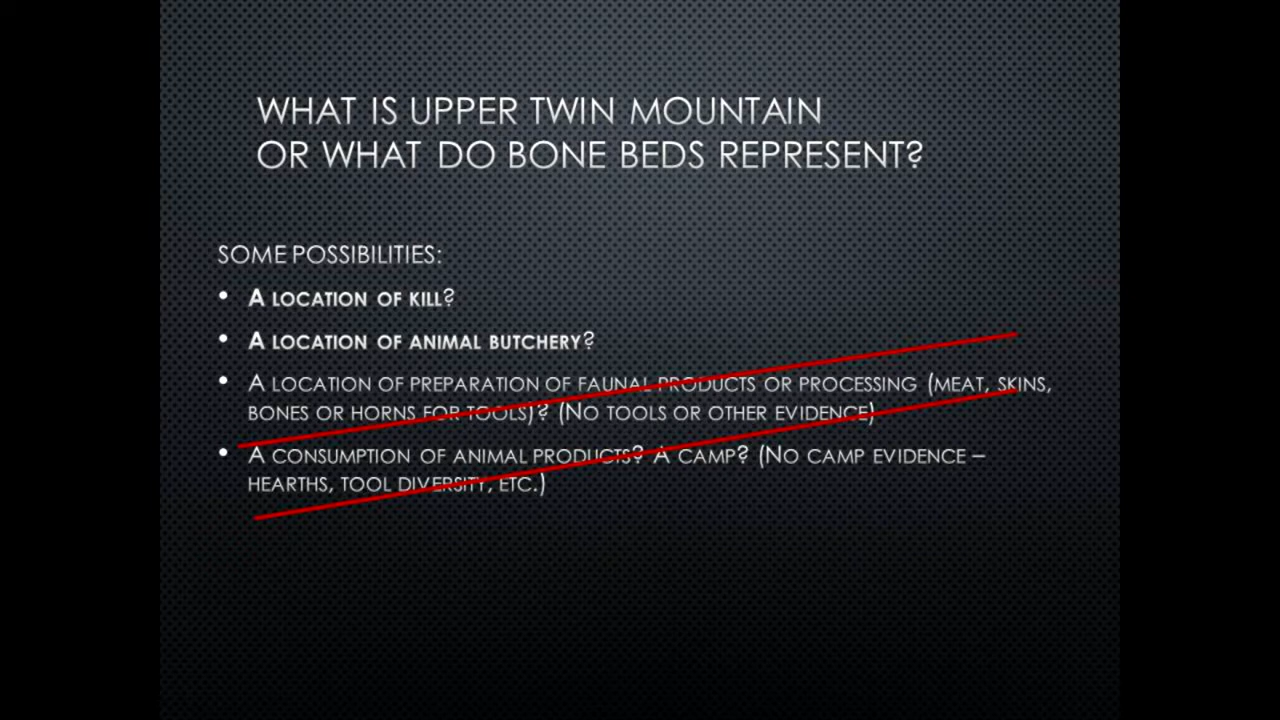 WHAT IS UPPER TWIN MOUNTAIN
OR WHAT DO BONE BEDS REPRESENT?
SOME POSSIBILITIES:
• A LOCATION OF KILL?
• A LOCATION OF ANIMAL BUTCHERY?
• A LOCATION OF PREPARATION OF FAUNAL PRODUCTS OR PROCESSING (MEAT, SKINS,
BONES OR HORNS FOR TOOLS)? (NO TOOLS OR OTHER EVIDENCE)
• A CONSUMPTION OF ANIMAL PRODUCTS? A CAMP? (NO CAMP EVIDENCE –
HEARTHS, TOOL DIVERSITY, ETC.)